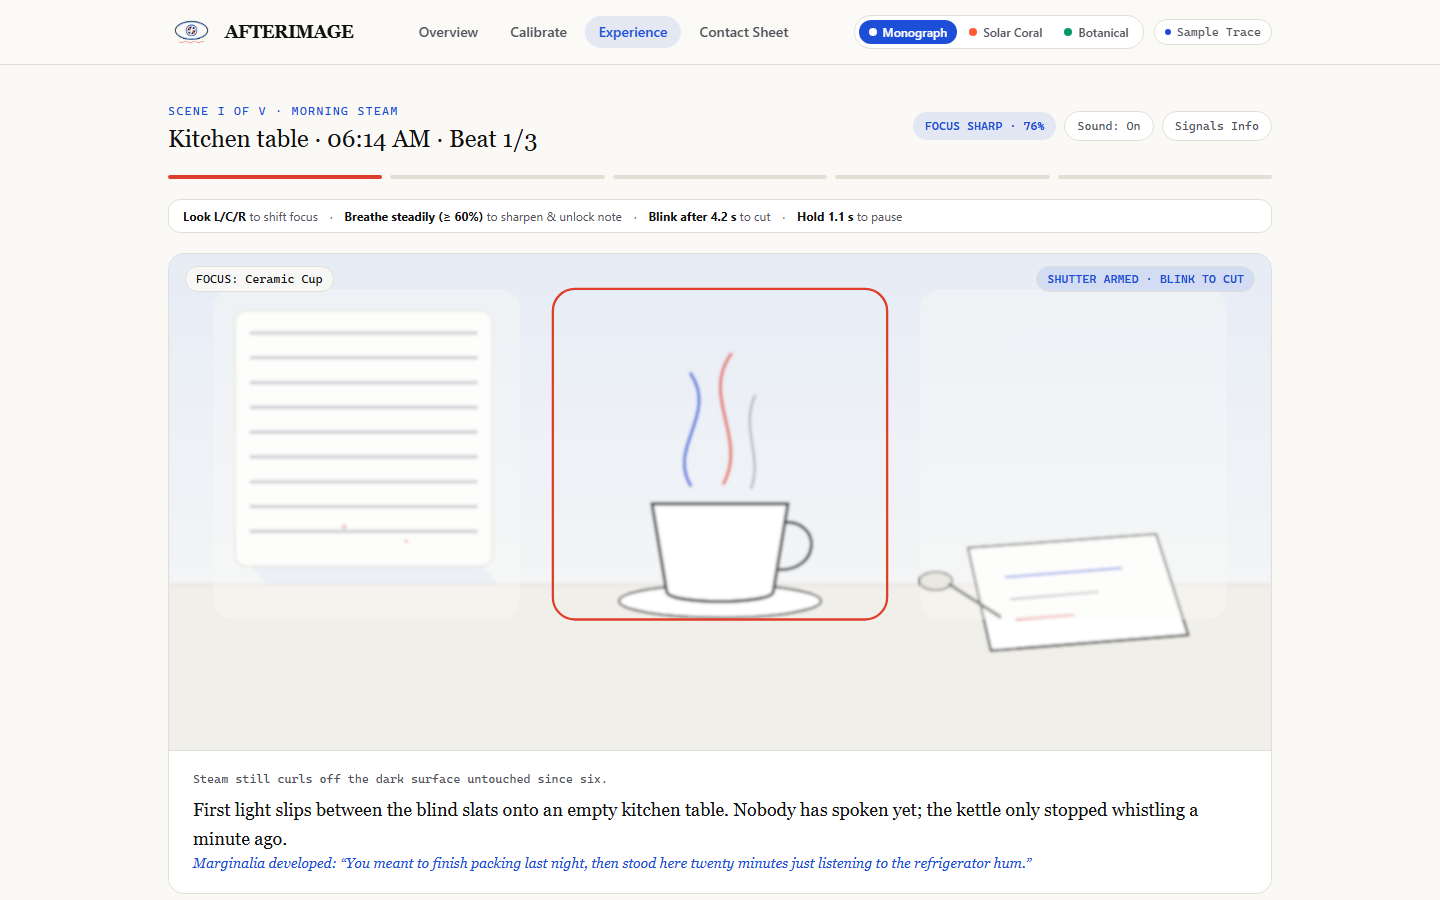 AFTERIMAGE
Overview
Calibrate
Experience
Contact Sheet
Monograph
Solar Coral
Botanical
Sample Trace
SCENE I OF V · MORNING STEAM
Kitchen table · 06:14 AM · Beat 1/3
FOCUS SHARP · 76%
Sound: On
Signals Info
Look L/C/R to shift focus · Breathe steadily (≥ 60%) to sharpen & unlock note · Blink after 4.2 s to cut · Hold 1.1 s to pause
FOCUS: Ceramic Cup
SHUTTER ARMED · BLINK TO CUT
Steam still curls off the dark surface untouched since six.
First light slips between the blind slats onto an empty kitchen table. Nobody has spoken yet; the kettle only stopped whistling a
minute ago.
Marginalia developed: “You meant to finish packing last night, then stood here twenty minutes just listening to the refrigerator hum.”